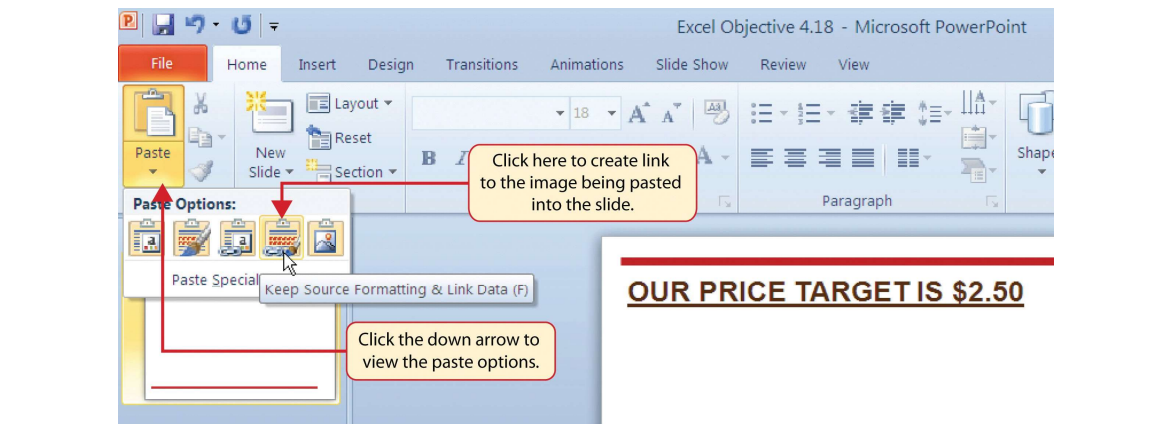 Excel Objective 4.18 - Microsoft PowerPoint
File Home Insert Design Transitions Animations Slide Show Review View
Layout
Reset
Section
Paste
New
Slide
18
B
Click here to create link
to the image being pasted
into the slide.
Paragraph
Shape
Paste Options:
Paste Special
Keep Source Formatting & Link Data (F)
Click the down arrow to
view the paste options.
OUR PRICE TARGET IS $2.50